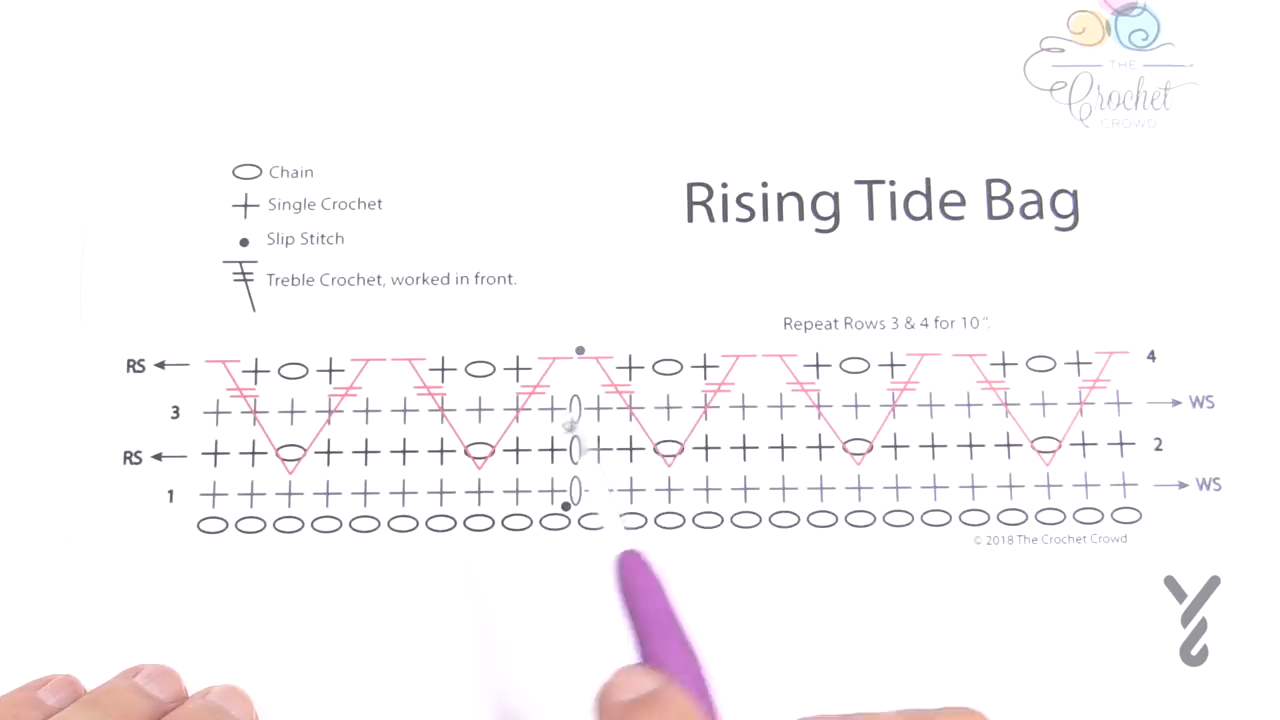 THE
Crochet
CROWD
Chain
Single Crochet
Slip Stitch
Treble Crochet, worked in front.
Rising Tide Bag
Repeat Rows 3 & 4 for 10".
RS
4
3
WS
RS
2
1
WS
© 2018 The Crochet Crowd